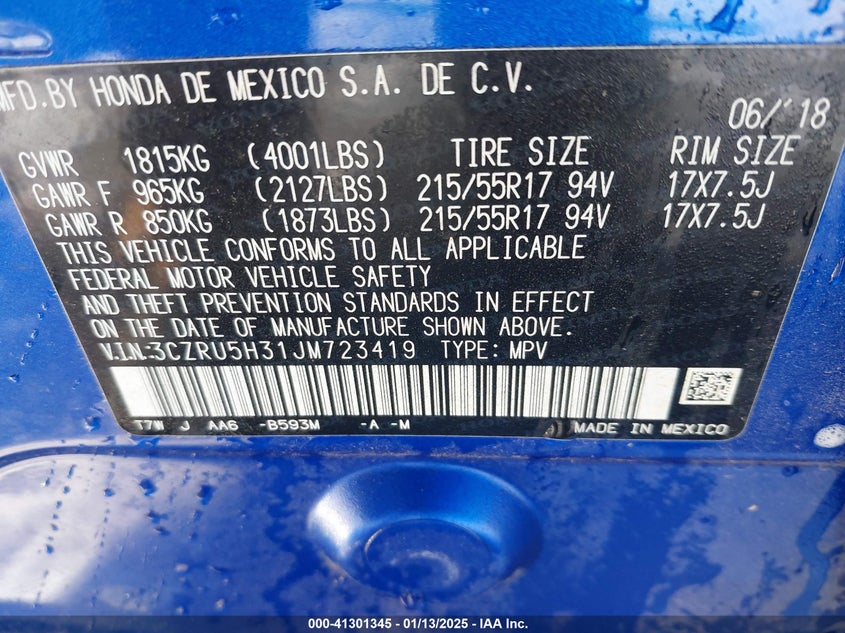 MFD.BY HONDA DE MEXICO S.A. DE C.V.
06/'18
GVWR 1815KG (4001LBS) TIRE SIZE RIM SIZE
GAWR F 965KG (2127LBS) 215/55R17 94V 17X7.5J
GAWR R 850KG (1873LBS) 215/55R17 94V 17X7.5J
THIS VEHICLE CONFORMS TO ALL APPLICABLE
FEDERAL MOTOR VEHICLE SAFETY
AND THEFT PREVENTION STANDARDS IN EFFECT
ON THE DATE OF MANUFACTURE SHOWN ABOVE.
V.I.N:3CZRU5H31JM723419 TYPE: MPV
T7W J AA6 -B593M -A -M
MADE IN MEXICO
000-41301345 — 01/13/2025 — IAA Inc.